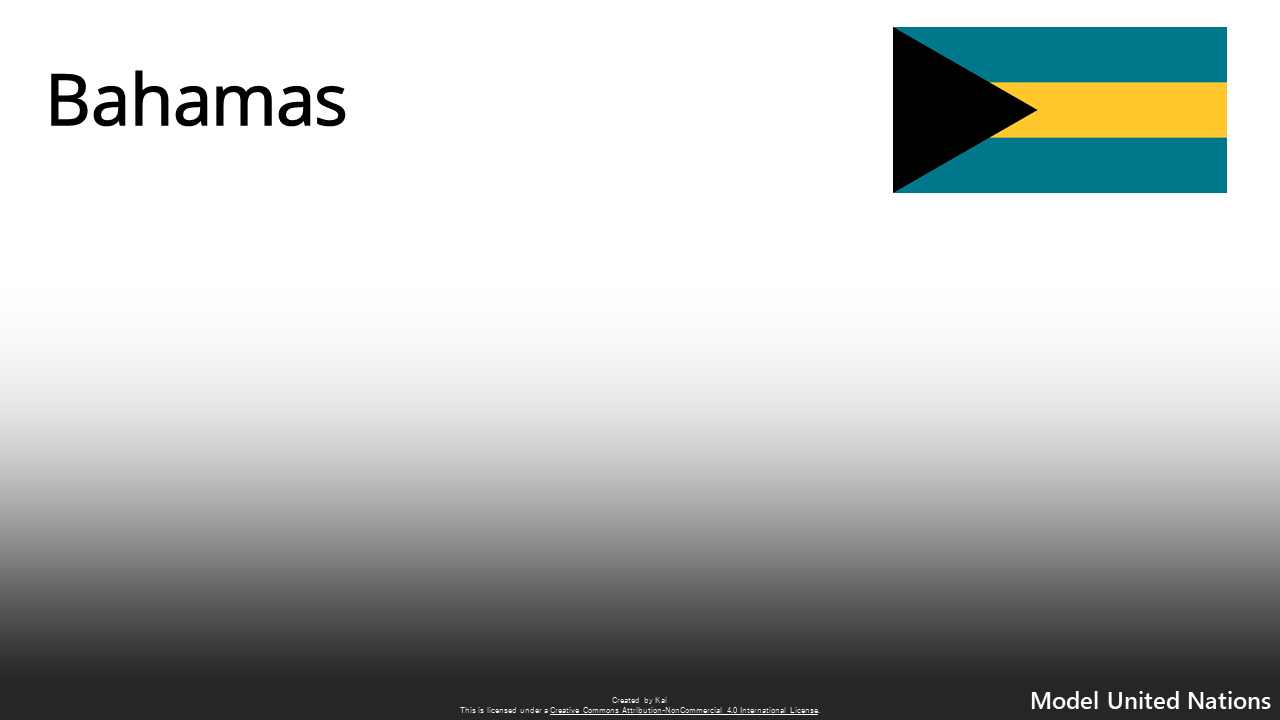 Bahamas
Created by Kai
This is licensed under a Creative Commons Attribution-NonCommercial 4.0 International License.
Model United Nations